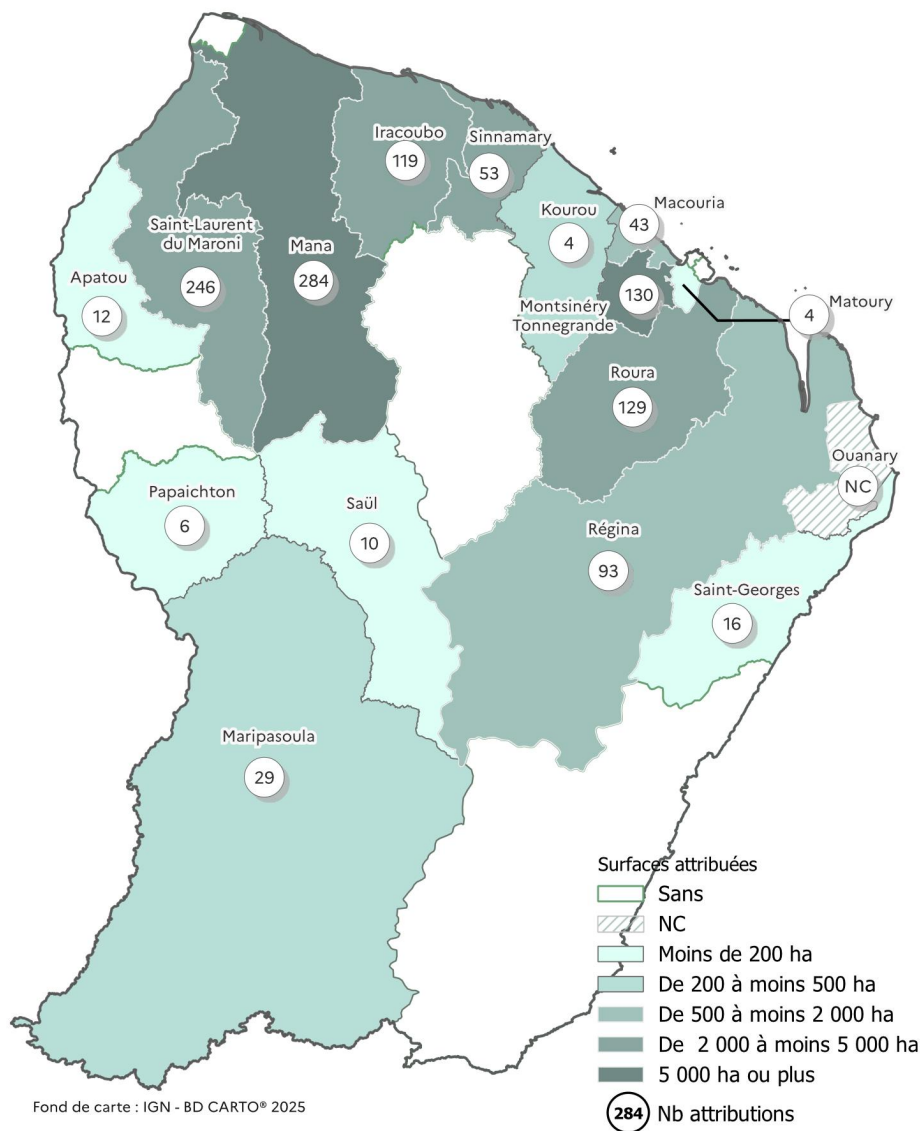 Iracoubo
119
Sinnamary
53
Kourou
4
Macouria
43
Saint-Laurent
du Maroni
246
Mana
284
Apatou
12
Montsinéry
Tonnegrande
130
Matoury
4
Roura
129
Ouanary
NC
Papaichton
6
Saül
10
Régina
93
Saint-Georges
16
Maripasoula
29
Surfaces attribuées
Sans
NC
Moins de 200 ha
De 200 à moins 500 ha
De 500 à moins 2 000 ha
De 2 000 à moins 5 000 ha
5 000 ha ou plus
284 Nb attributions
Fond de carte : IGN - BD CARTO® 2025